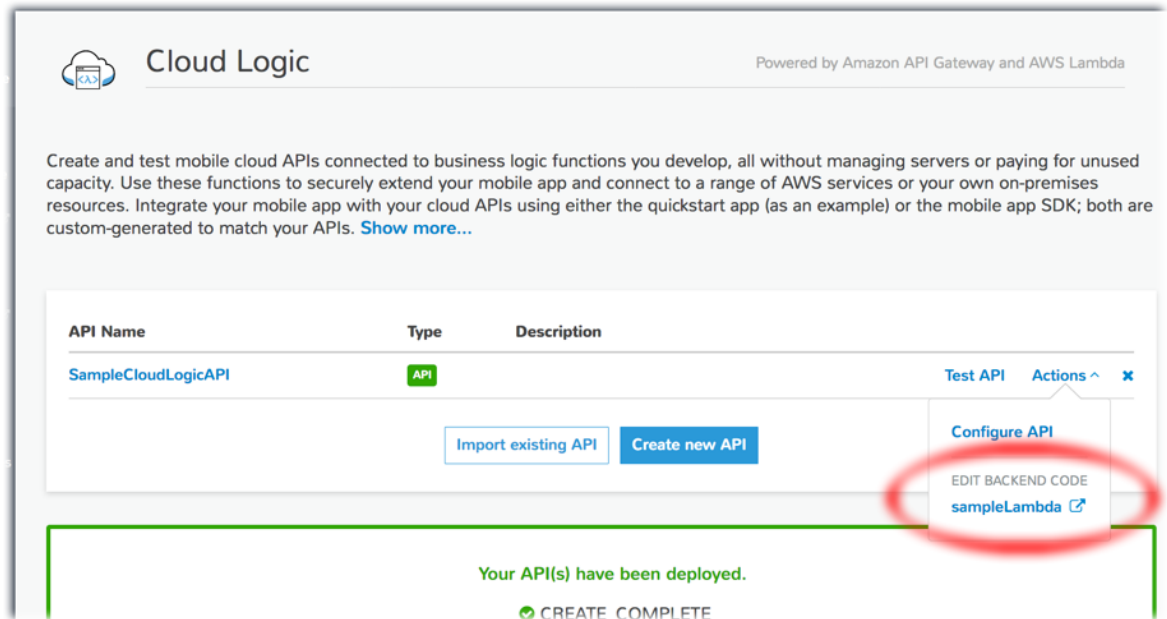 Cloud Logic
Powered by Amazon API Gateway and AWS Lambda
Create and test mobile cloud APIs connected to business logic functions you develop, all without managing servers or paying for unused
capacity. Use these functions to securely extend your mobile app and connect to a range of AWS services or your own on-premises
resources. Integrate your mobile app with your cloud APIs using either the quickstart app (as an example) or the mobile app SDK; both are
custom-generated to match your APIs. Show more...
API Name Type Description
SampleCloudLogicAPI API Test API Actions
Configure API
Import existing API Create new API
EDIT BACKEND CODE
sampleLambda
Your API(s) have been deployed.
CREATE_COMPLETE